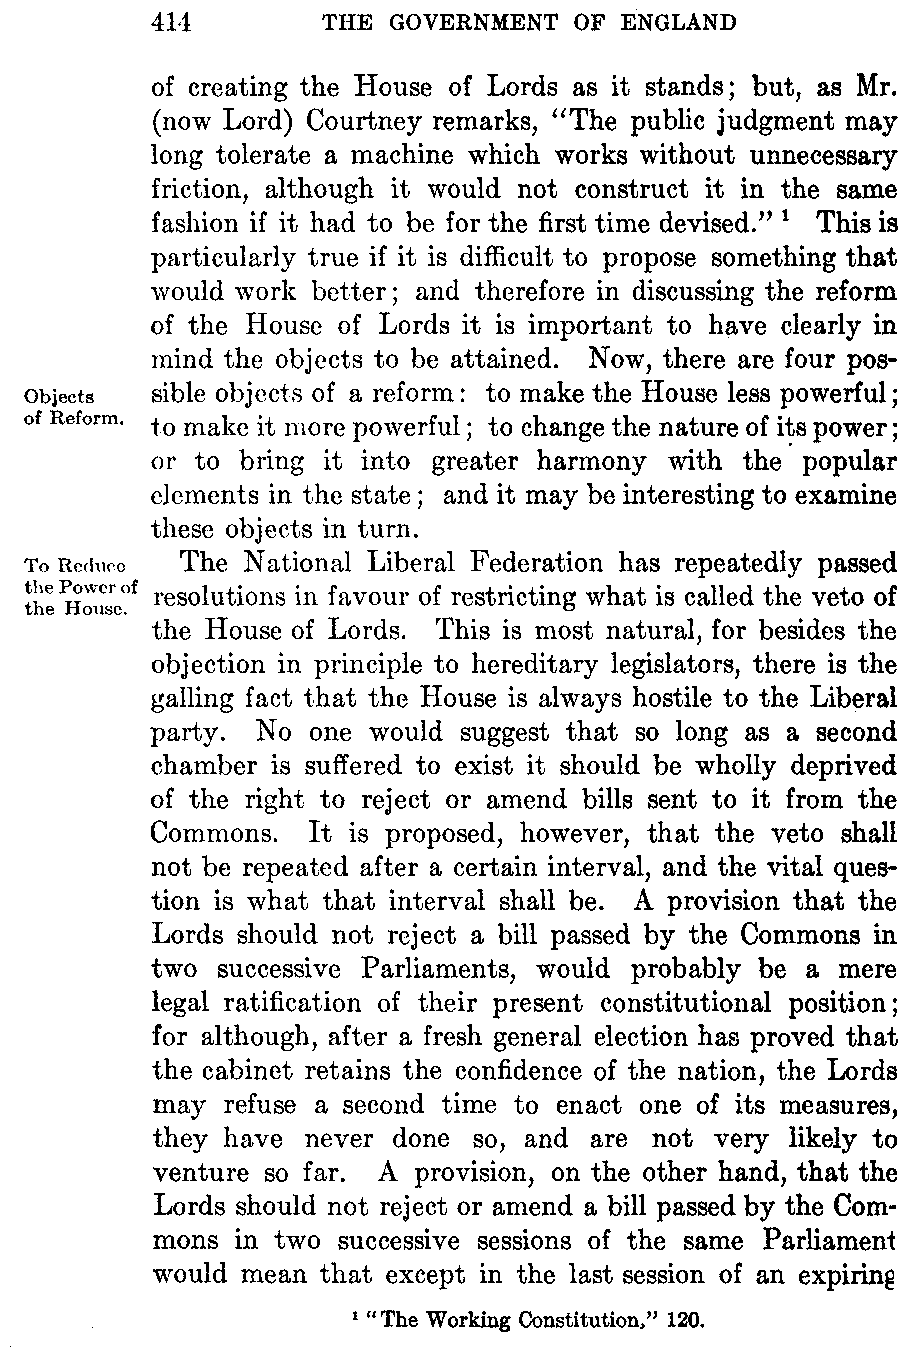 414 THE GOVERNMENT OF ENGLAND
of creating the House of Lords as it stands; but, as Mr.
(now Lord) Courtney remarks, “The public judgment may
long tolerate a machine which works without unnecessary
friction, although it would not construct it in the same
fashion if it had to be for the first time devised.” ¹ This is
particularly true if it is difficult to propose something that
would work better; and therefore in discussing the reform
of the House of Lords it is important to have clearly in
mind the objects to be attained. Now, there are four pos-
Objects
of Reform.
sible objects of a reform: to make the House less powerful;
to make it more powerful; to change the nature of its power;
or to bring it into greater harmony with the popular
elements in the state; and it may be interesting to examine
these objects in turn.
To Reduce
the Power of
the House.
The National Liberal Federation has repeatedly passed
resolutions in favour of restricting what is called the veto of
the House of Lords. This is most natural, for besides the
objection in principle to hereditary legislators, there is the
galling fact that the House is always hostile to the Liberal
party. No one would suggest that so long as a second
chamber is suffered to exist it should be wholly deprived
of the right to reject or amend bills sent to it from the
Commons. It is proposed, however, that the veto shall
not be repeated after a certain interval, and the vital ques-
tion is what that interval shall be. A provision that the
Lords should not reject a bill passed by the Commons in
two successive Parliaments, would probably be a mere
legal ratification of their present constitutional position;
for although, after a fresh general election has proved that
the cabinet retains the confidence of the nation, the Lords
may refuse a second time to enact one of its measures,
they have never done so, and are not very likely to
venture so far. A provision, on the other hand, that the
Lords should not reject or amend a bill passed by the Com-
mons in two successive sessions of the same Parliament
would mean that except in the last session of an expiring
¹ “The Working Constitution,” 120.